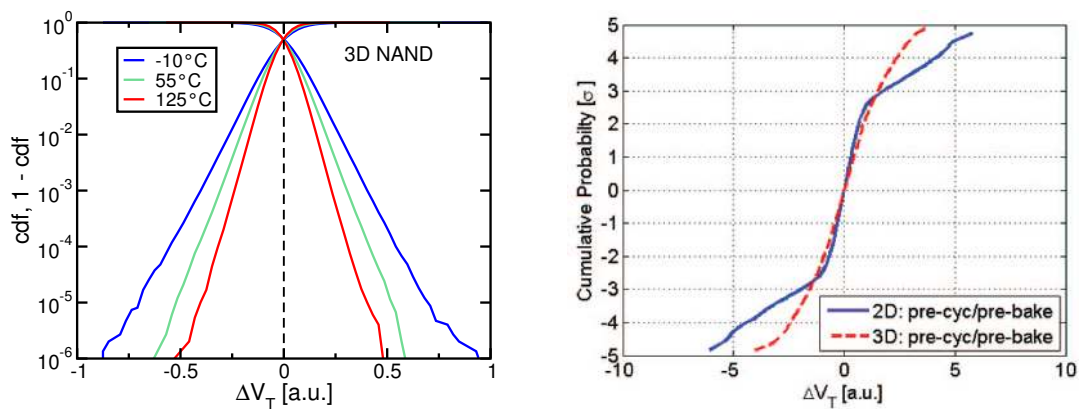 10^0
10^-1
10^-2
10^-3
10^-4
10^-5
10^-6
cdf, 1 - cdf
-10°C
55°C
125°C
3D NAND
-1 -0.5 0 0.5 1
ΔV_T [a.u.]
5
4
3
2
1
0
-1
-2
-3
-4
-5
Cumulative Probabilty [σ]
2D: pre-cyc/pre-bake
3D: pre-cyc/pre-bake
-10 -5 0 5 10
ΔV_T [a.u.]